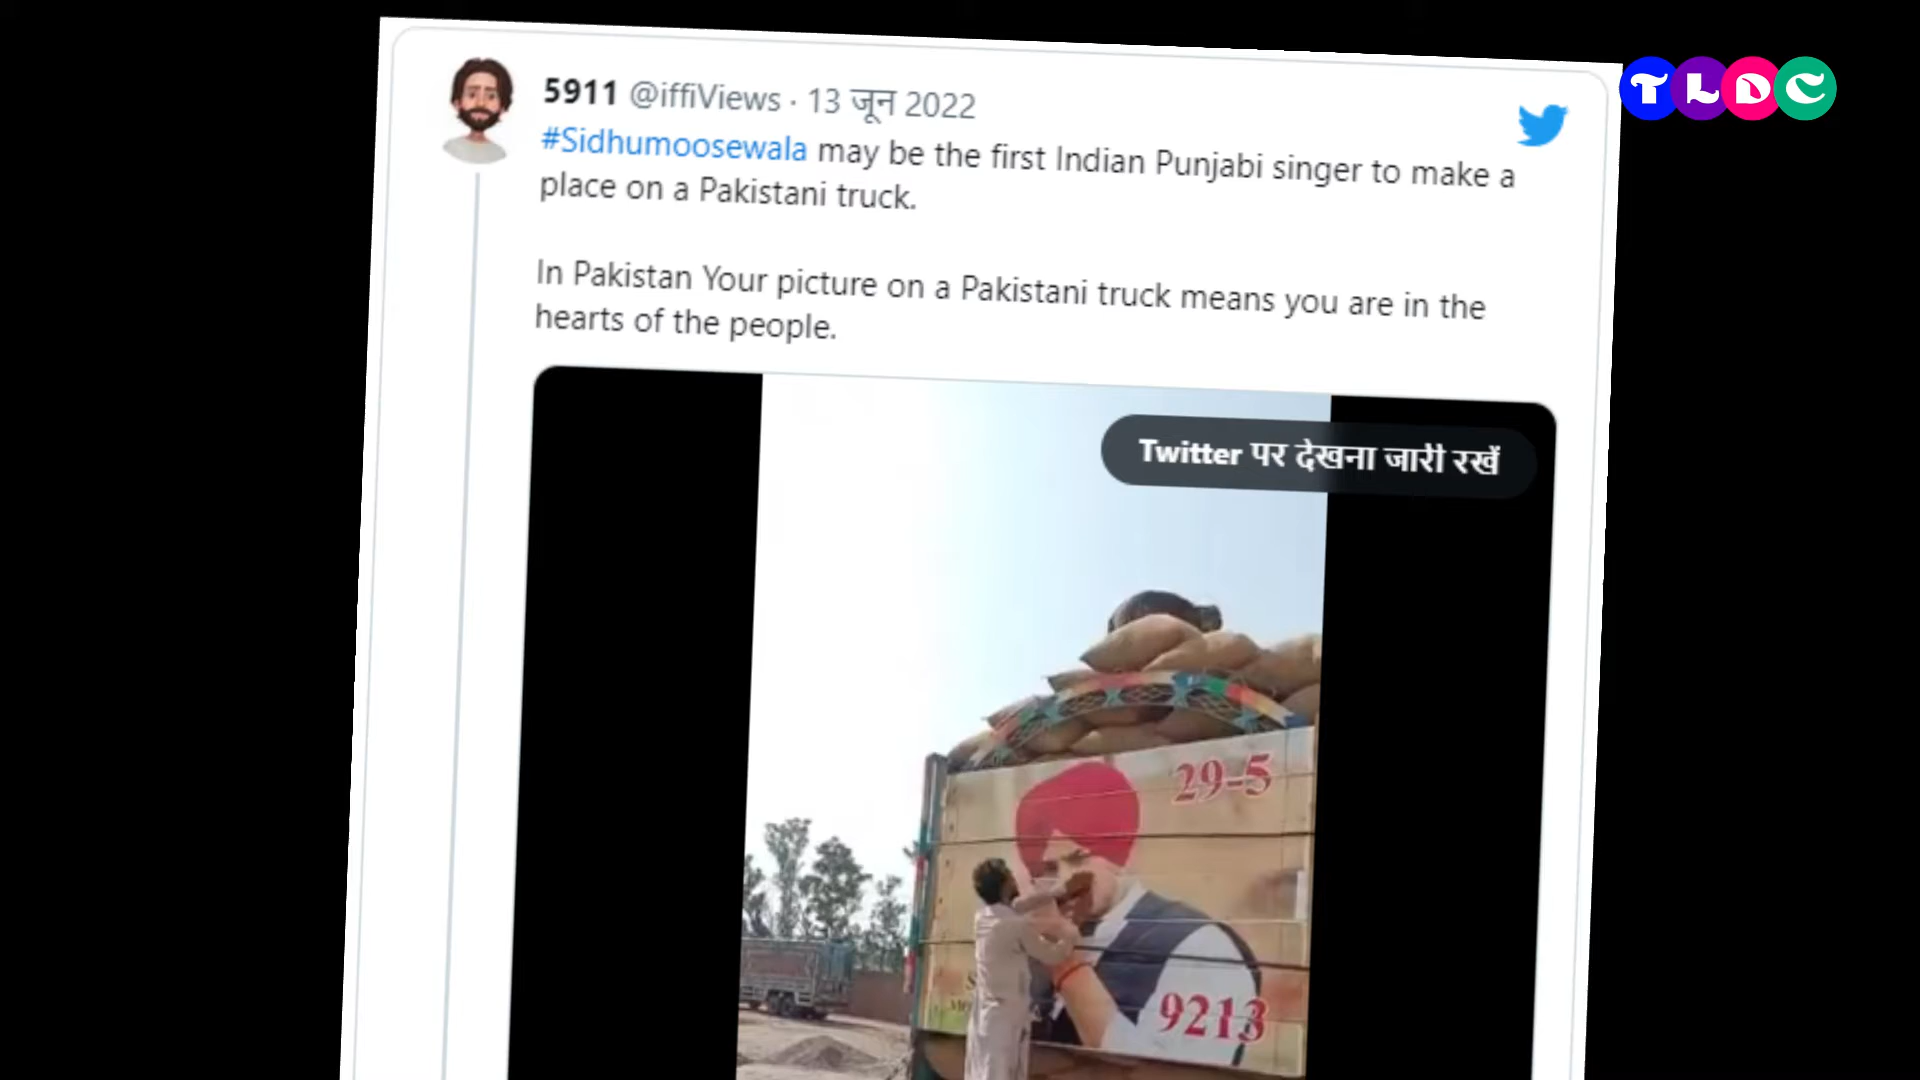 TLDC
5911 @iffiViews · 13 जून 2022
#Sidhumoosewala may be the first Indian Punjabi singer to make a
place on a Pakistani truck.
In Pakistan Your picture on a Pakistani truck means you are in the
hearts of the people.
Twitter पर देखना जारी रखें
29-5
9213